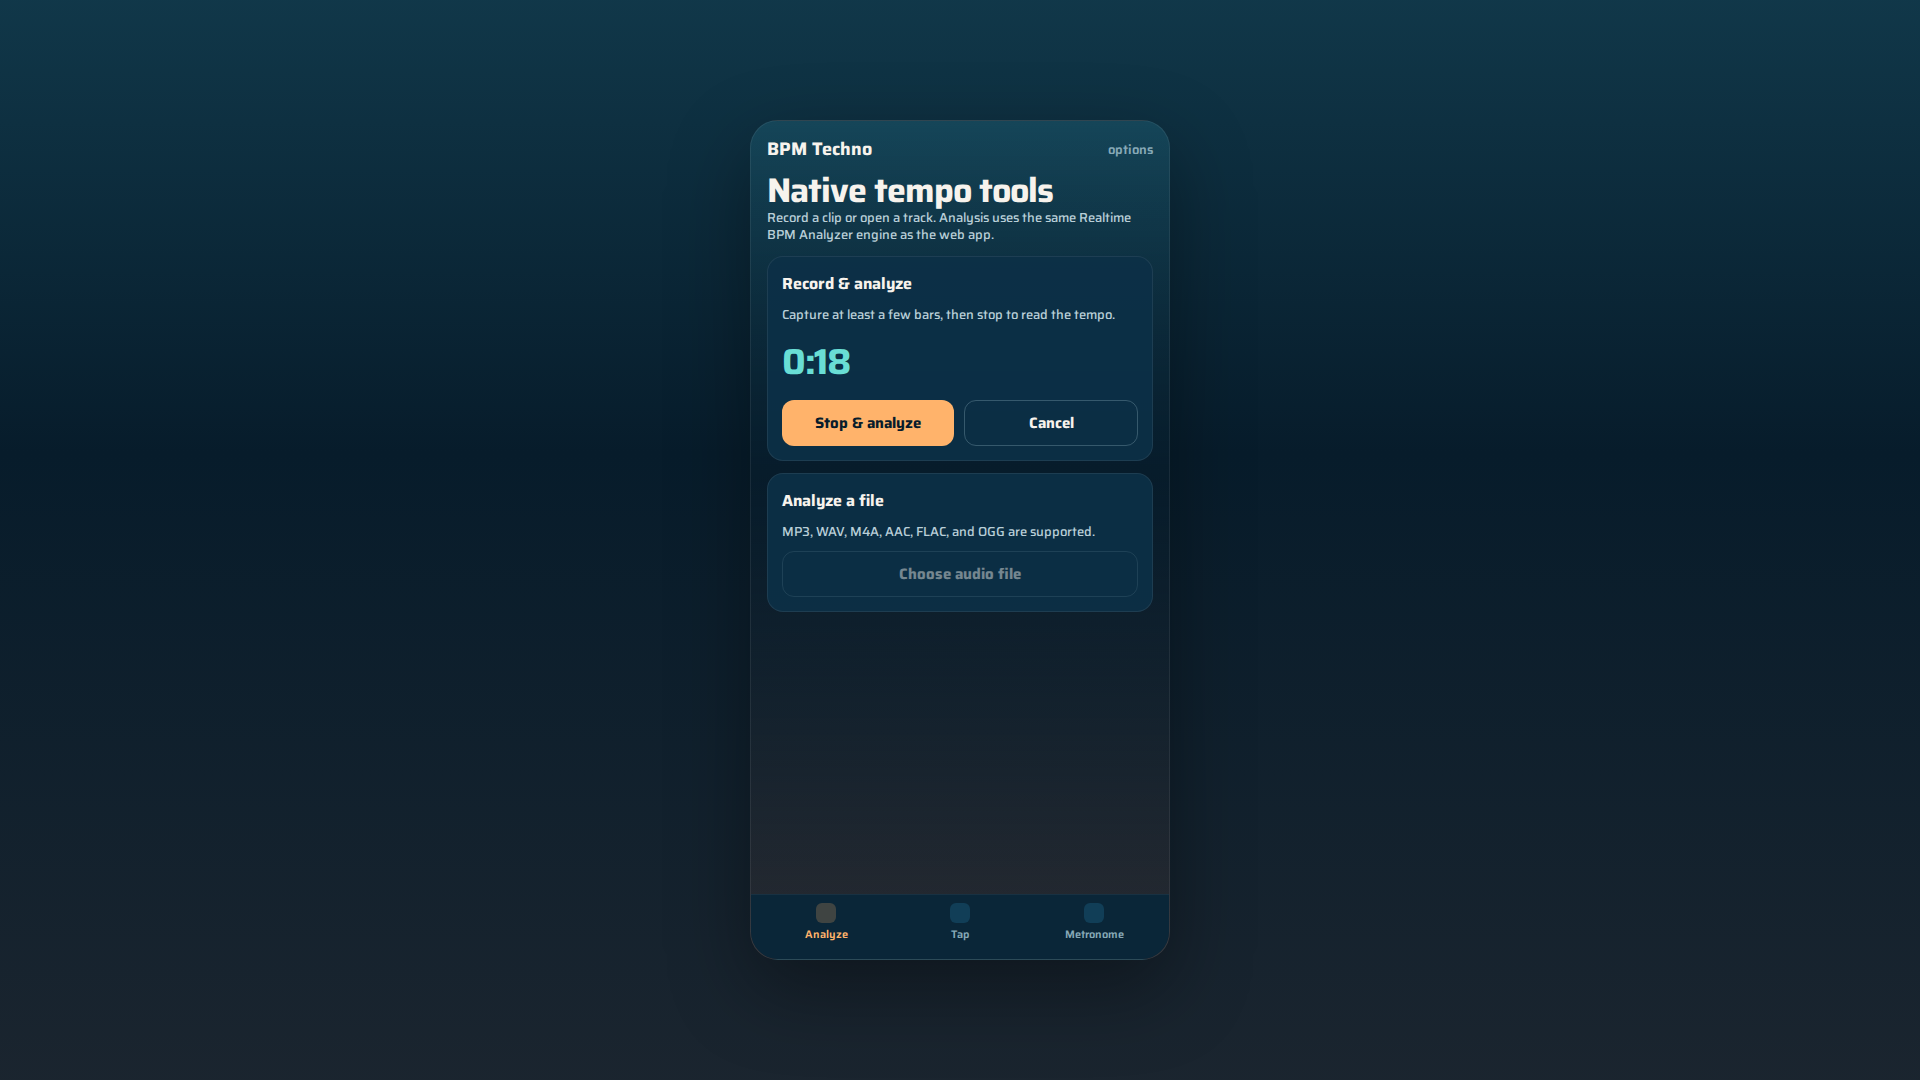 BPM Techno
options
Native tempo tools
Record a clip or open a track. Analysis uses the same Realtime
BPM Analyzer engine as the web app.
Record & analyze
Capture at least a few bars, then stop to read the tempo.
0:18
Stop & analyze
Cancel
Analyze a file
MP3, WAV, M4A, AAC, FLAC, and OGG are supported.
Choose audio file
Analyze
Tap
Metronome